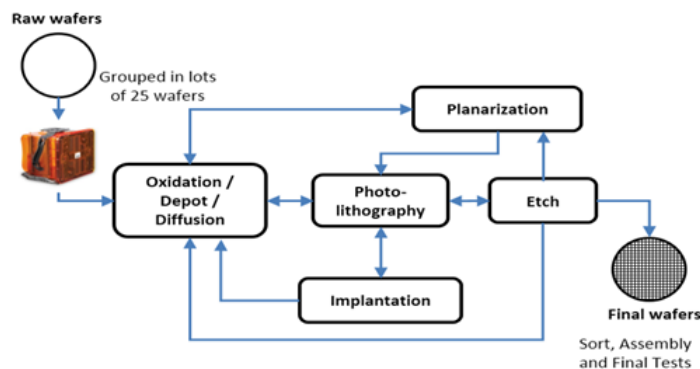 Raw wafers
Grouped in lots
of 25 wafers
Planarization
Oxidation /
Depot /
Diffusion
Photo-
lithography
Etch
Implantation
Final wafers
Sort, Assembly
and Final Tests